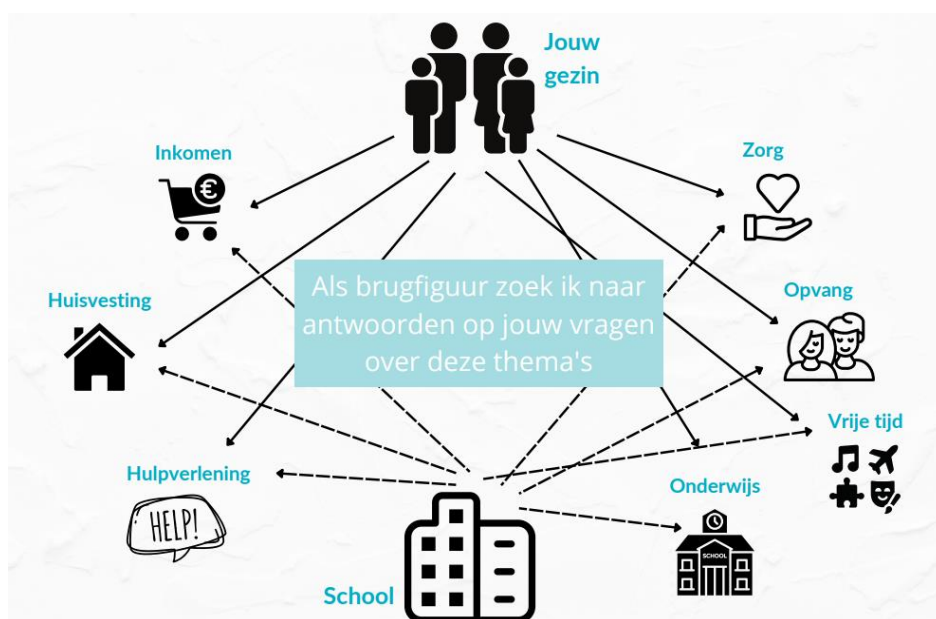 Jouw
gezin
Inkomen
€
Zorg
Huisvesting
Als brugfiguur zoek ik naar
antwoorden op jouw vragen
over deze thema's
Opvang
Vrije tijd
Hulpverlening
HELP!
Onderwijs
SCHOOL
School